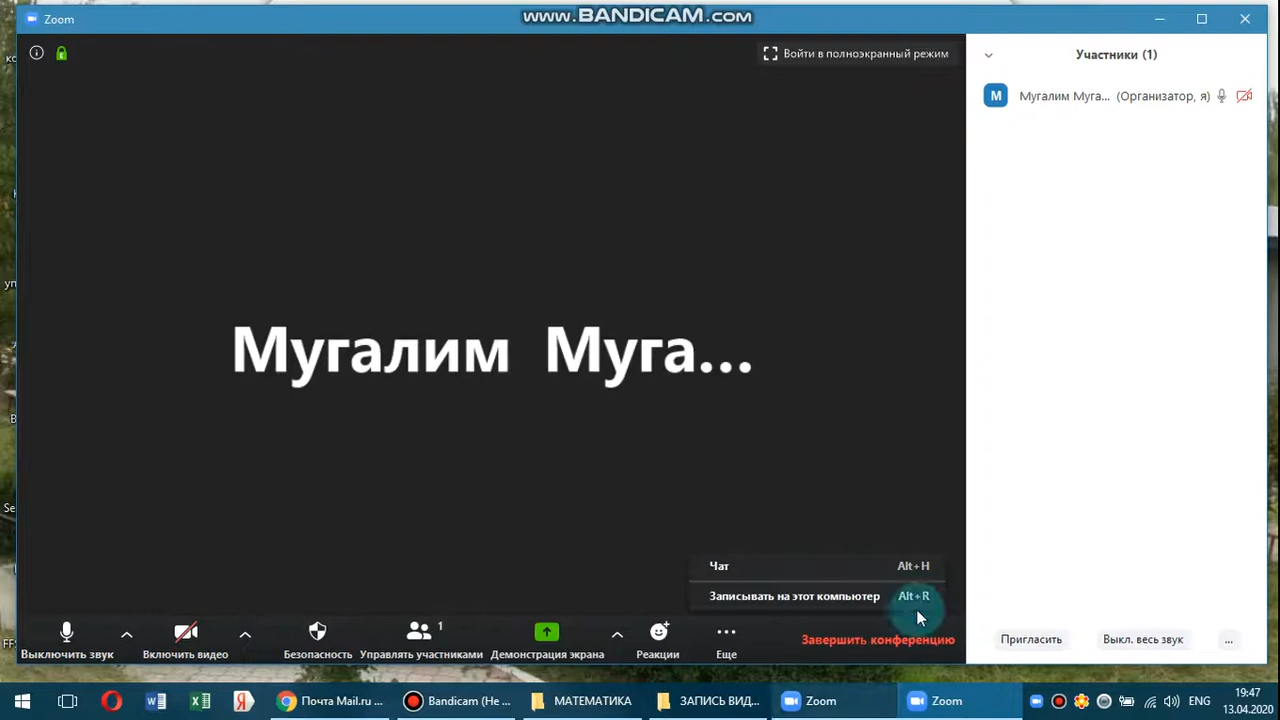 www.BANDICAM.com
Zoom
Войти в полноэкранный режим
Участники (1)
М
Мугалим Муга... (Организатор, я)
Мугалим Муга...
Чат Alt+H
Записывать на этот компьютер Alt+R
1
Выключить звук
Включить видео
Безопасность
Управлять участниками
Демонстрация экрана
Реакции
Еще
Завершить конференцию
Пригласить
Выкл. весь звук
...
Почта Mail.ru ...
Bandicam (Не ...
МАТЕМАТИКА
ЗАПИСЬ ВИД...
Zoom
Zoom
ENG
19:47
13.04.2020